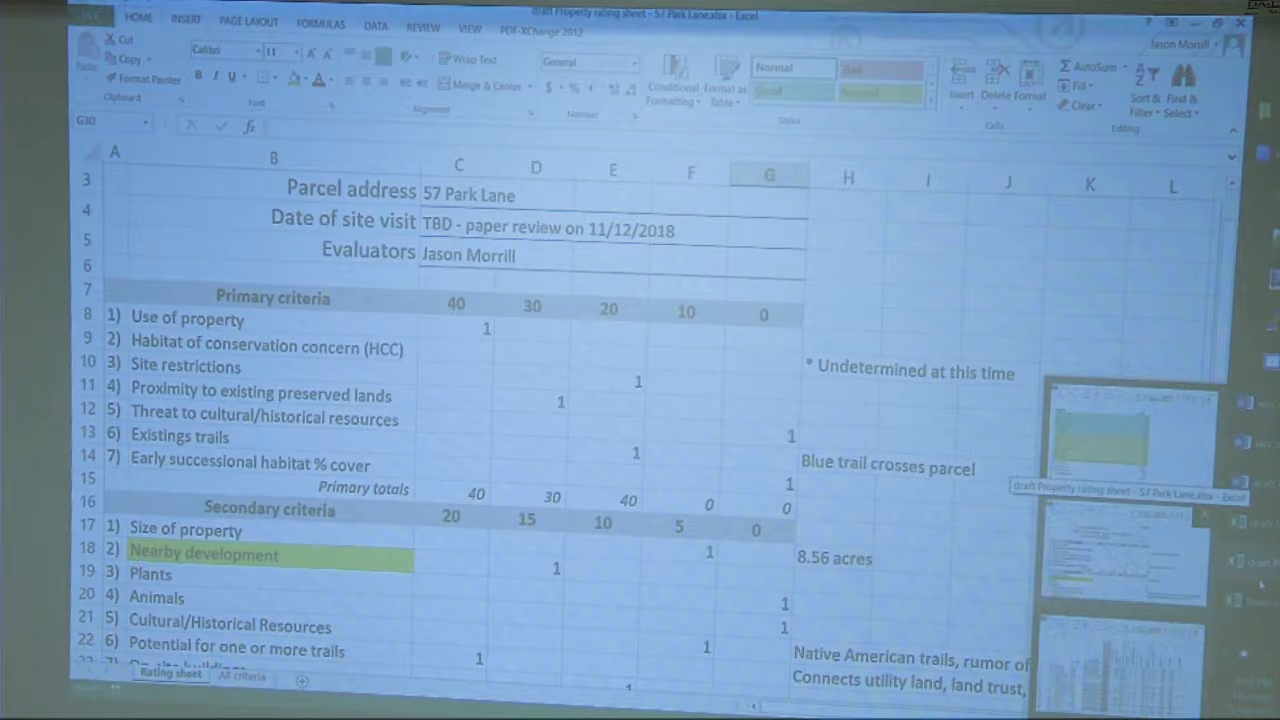 draft Property rating sheet - 57 Park Lane.xlsx - Excel
HOME INSERT PAGE LAYOUT FORMULAS DATA REVIEW VIEW PDF-XChange 2012
Jason Morrill
Cut
Copy
Format Painter
Paste
Clipboard
Calibri 11
B I U
Font
Wrap Text
Merge & Center
Alignment
General
$ %
Number
Conditional Formatting
Format as Table
Normal Bad
Good Neutral
Styles
Insert Delete Format
Cells
AutoSum
Fill
Clear
Sort & Filter
Find & Select
Editing
G30
fx
A B C D E F G H I J K L
3 Parcel address 57 Park Lane
4 Date of site visit TBD - paper review on 11/12/2018
5 Evaluators Jason Morrill
6
7 Primary criteria 40 30 20 10 0
8 1) Use of property 1
9 2) Habitat of conservation concern (HCC) * Undetermined at this time
10 3) Site restrictions 1
11 4) Proximity to existing preserved lands 1
12 5) Threat to cultural/historical resources 1
13 6) Existings trails 1 Blue trail crosses parcel
14 7) Early successional habitat % cover 1
15 Primary totals 40 30 40 0 0
16 Secondary criteria 20 15 10 5 0
17 1) Size of property 1 8.56 acres
18 2) Nearby development 1
19 3) Plants 1
20 4) Animals 1
21 5) Cultural/Historical Resources 1 Native American trails, rumor of
22 6) Potential for one or more trails 1 Connects utility land, land trust,
draft Property rating sheet - 57 Park Lane.xlsx - Excel
Rating sheet All criteria